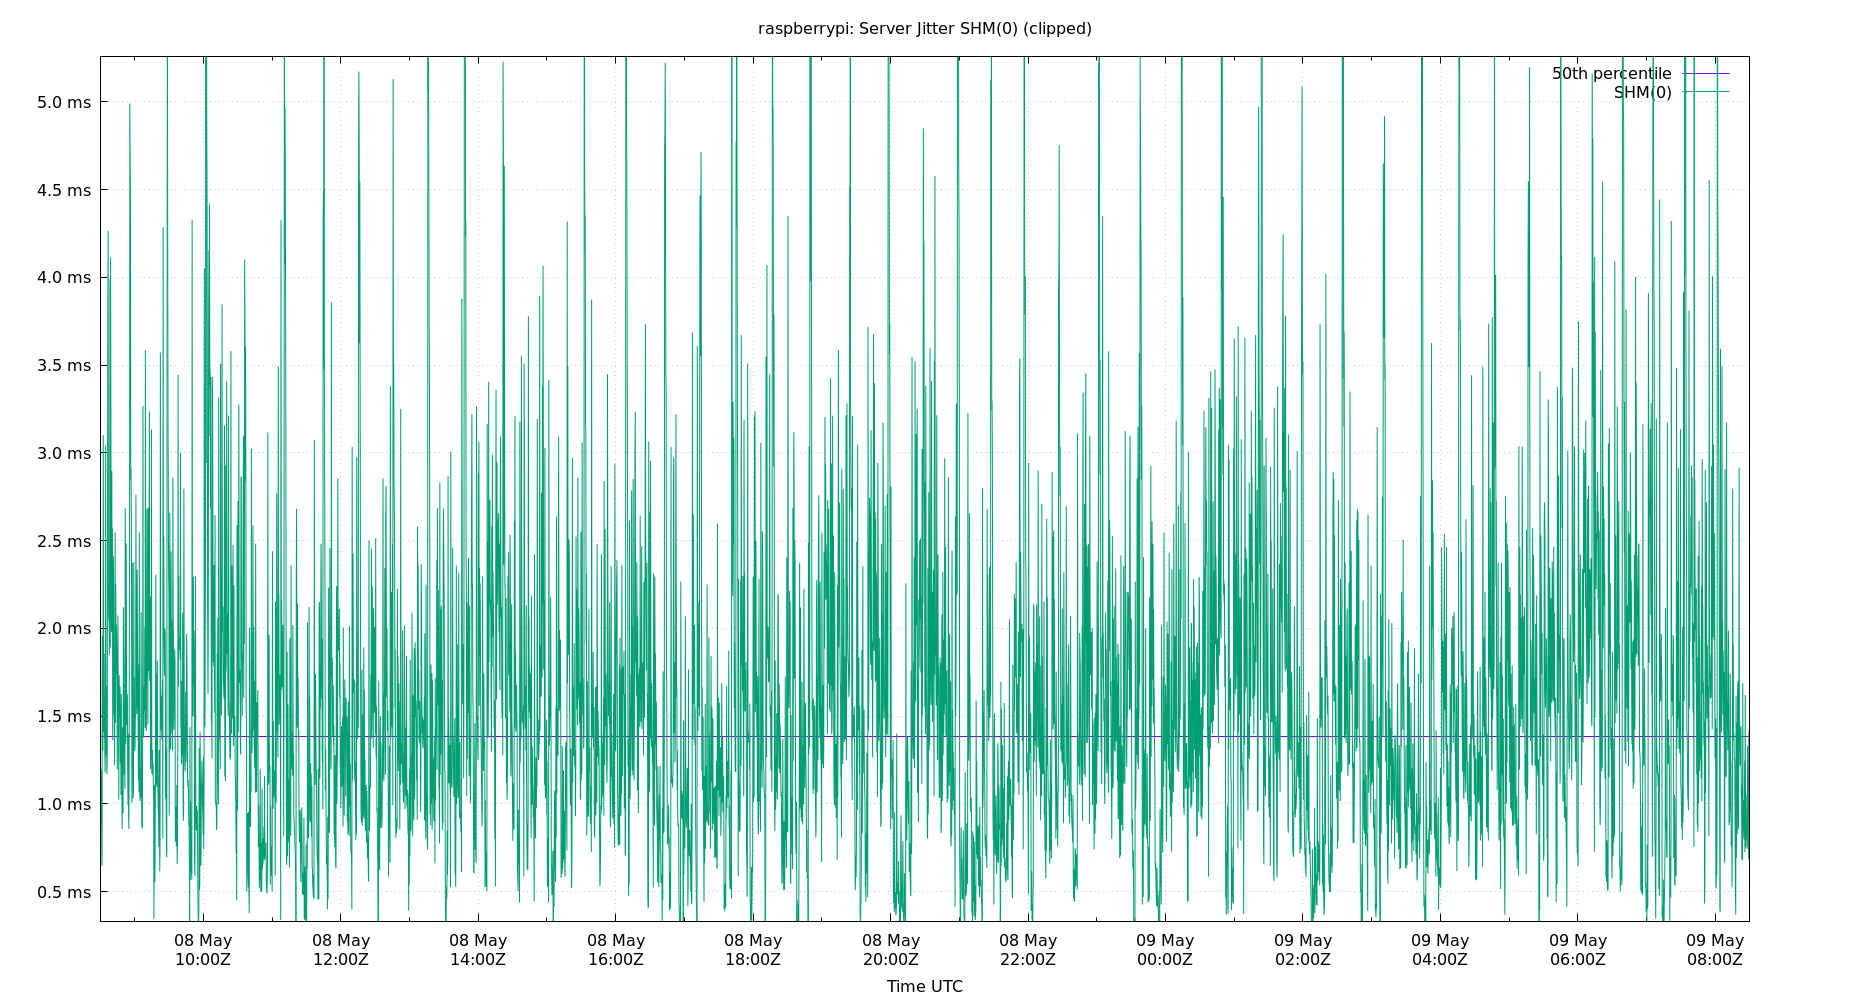 raspberrypi: Server Jitter SHM(0) (clipped)
50th percentile
SHM(0)
5.0 ms
4.5 ms
4.0 ms
3.5 ms
3.0 ms
2.5 ms
2.0 ms
1.5 ms
1.0 ms
0.5 ms
08 May 08 May 08 May 08 May 08 May 08 May 08 May 09 May 09 May 09 May 09 May 09 May
10:00Z 12:00Z 14:00Z 16:00Z 18:00Z 20:00Z 22:00Z 00:00Z 02:00Z 04:00Z 06:00Z 08:00Z
Time UTC